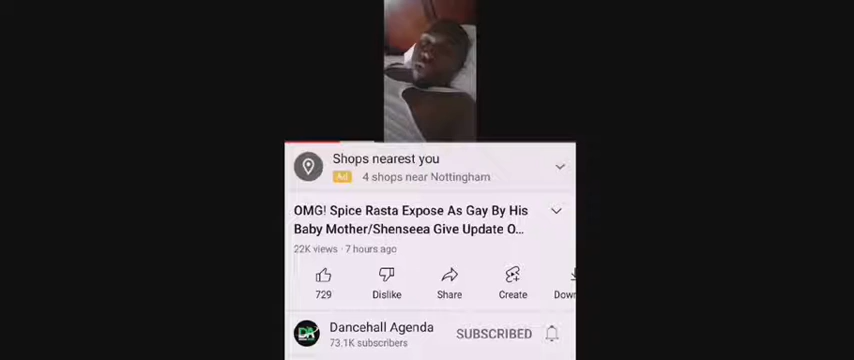 Shops nearest you
Ad 4 shops near Nottingham
OMG! Spice Rasta Expose As Gay By His
Baby Mother/Shenseea Give Update O...
22K views · 7 hours ago
729 Dislike Share Create Down
Dancehall Agenda SUBSCRIBED
73.1K subscribers